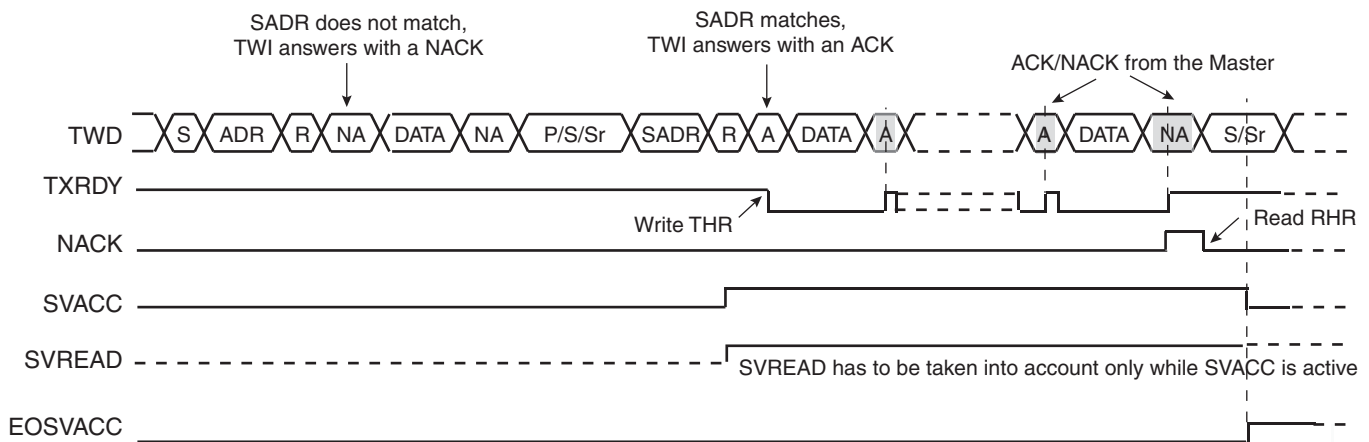 SADR does not match,
TWI answers with a NACK
SADR matches,
TWI answers with an ACK
ACK/NACK from the Master
TWD S ADR R NA DATA NA P/S/Sr SADR R A DATA A A DATA NA S/Sr
TXRDY
Write THR
Read RHR
NACK
SVACC
SVREAD
SVREAD has to be taken into account only while SVACC is active
EOSVACC